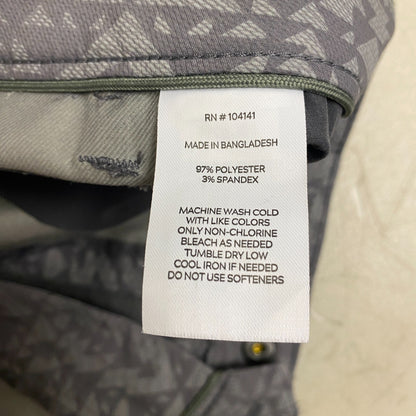 RN # 104141
MADE IN BANGLADESH
97% POLYESTER
3% SPANDEX
MACHINE WASH COLD
WITH LIKE COLORS
ONLY NON-CHLORINE
BLEACH AS NEEDED
TUMBLE DRY LOW
COOL IRON IF NEEDED
DO NOT USE SOFTENERS